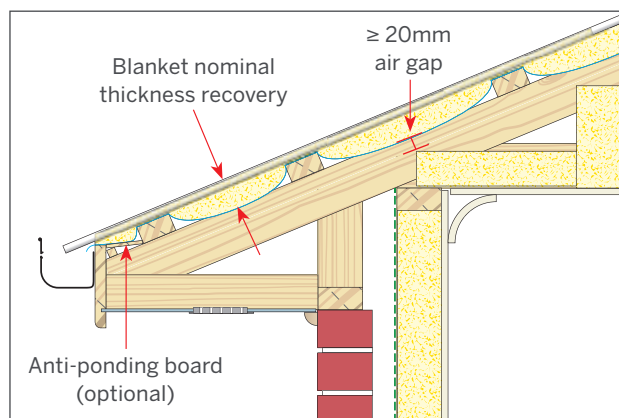 ≥ 20mm
air gap
Blanket nominal
thickness recovery
Anti-ponding board
(optional)